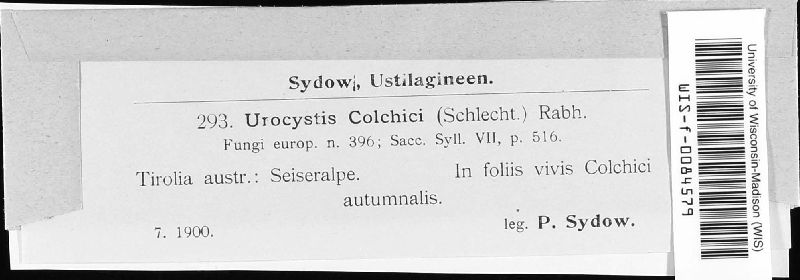 Sydow, Ustilagineen.
293. Urocystis Colchici (Schlecht.) Rabh.
Fungi europ. n. 396; Sacc. Syll. VII, p. 516.
Tirolia austr.: Seiseralpe. In foliis vivis Colchici
autumnalis.
7. 1900. leg. P. Sydow.
University of Wisconsin-Madison (WIS)
WIS-f-0084579